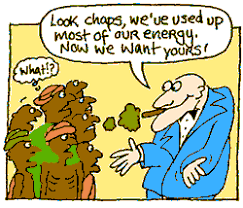 Look chaps, we've used up
most of our energy.
Now we want yours!
What!?